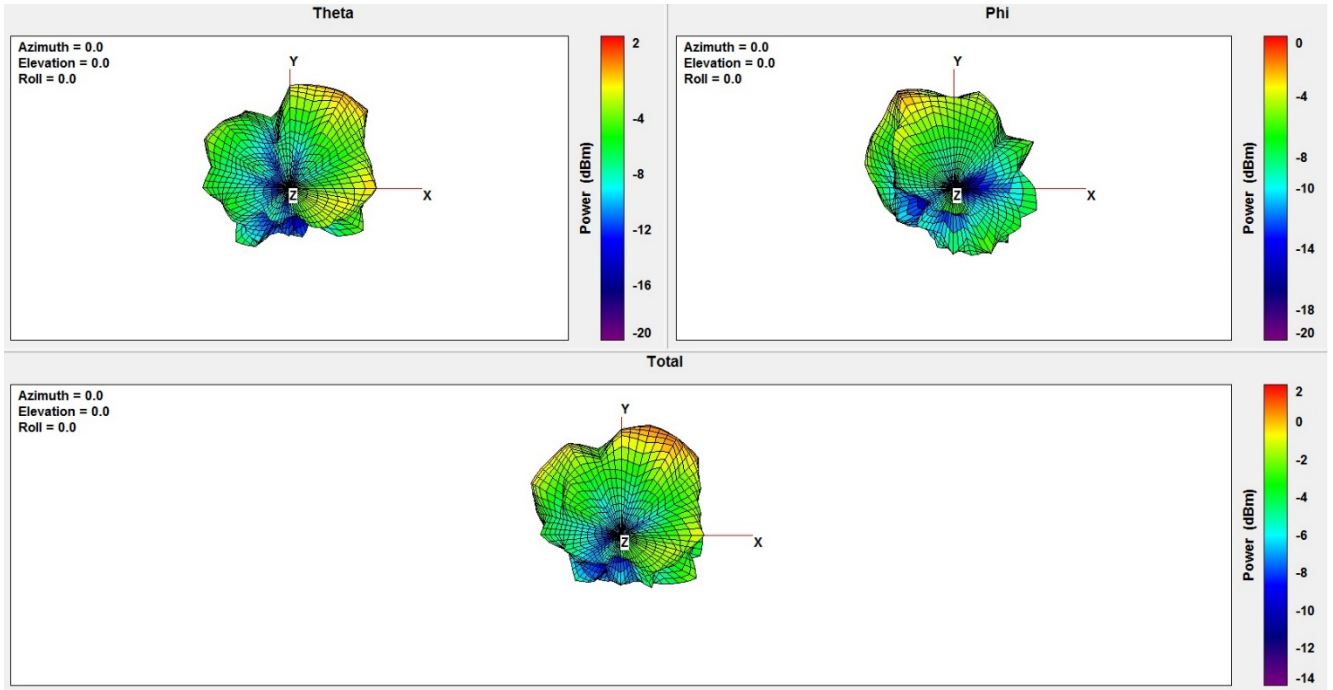 Theta
Azimuth = 0.0
Elevation = 0.0
Roll = 0.0
Y
X
Z
Power (dBm)
2
-4
-8
-12
-16
-20
Phi
Azimuth = 0.0
Elevation = 0.0
Roll = 0.0
Y
X
Z
Power (dBm)
0
-4
-8
-10
-14
-18
-20
Total
Azimuth = 0.0
Elevation = 0.0
Roll = 0.0
Y
X
Z
Power (dBm)
2
0
-2
-4
-6
-8
-10
-12
-14